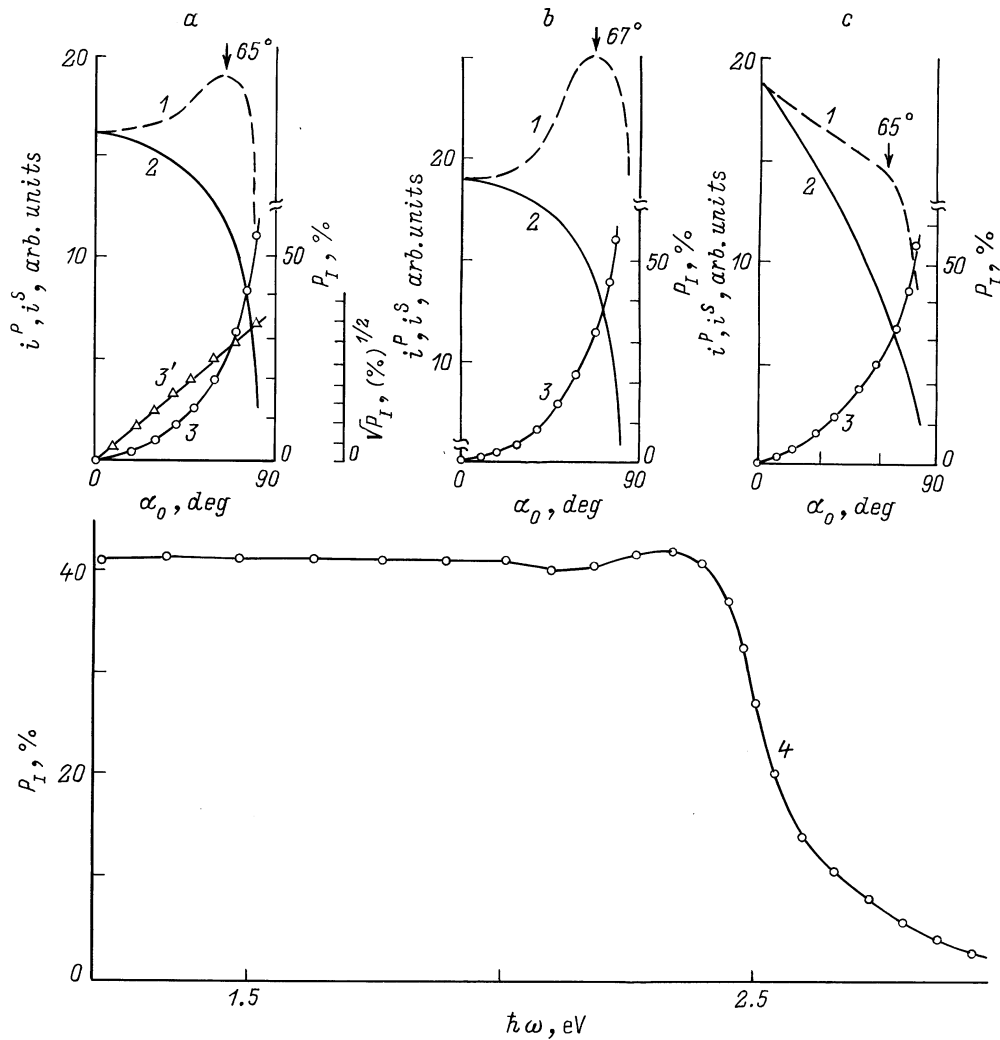 a
20
10
i^P, i^S, arb. units
1
2
3'
3
65°
50
P_I, %
0
√P_I, (%)^1/2
0
0
90
α_0, deg
b
20
10
i^P, i^S, arb. units
1
2
3
67°
50
P_I, %
0
0
90
α_0, deg
c
20
10
i^P, i^S, arb. units
1
2
3
65°
50
P_I, %
0
0
90
α_0, deg
40
20
0
P_I, %
4
1.5
2.5
ℏω, eV